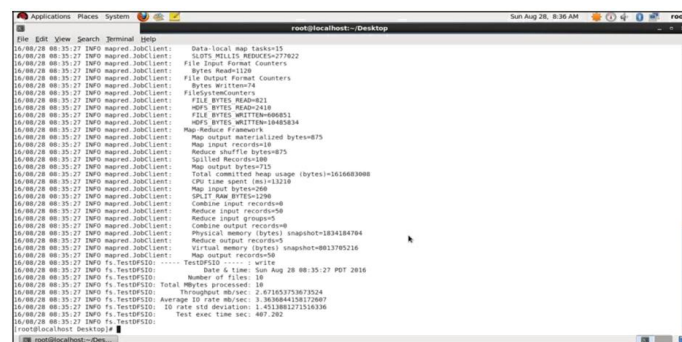 Applications Places System
Sun Aug 28, 8:36 AM
root@localhost:~/Desktop
File Edit View Search Terminal Help
16/08/28 08:35:27 INFO mapred.JobClient: Data-local map tasks=15
16/08/28 08:35:27 INFO mapred.JobClient: SLOTS_MILLIS_REDUCES=277022
16/08/28 08:35:27 INFO mapred.JobClient: File Input Format Counters
16/08/28 08:35:27 INFO mapred.JobClient: Bytes Read=1120
16/08/28 08:35:27 INFO mapred.JobClient: File Output Format Counters
16/08/28 08:35:27 INFO mapred.JobClient: Bytes Written=74
16/08/28 08:35:27 INFO mapred.JobClient: FileSystemCounters
16/08/28 08:35:27 INFO mapred.JobClient: FILE_BYTES_READ=821
16/08/28 08:35:27 INFO mapred.JobClient: HDFS_BYTES_READ=2410
16/08/28 08:35:27 INFO mapred.JobClient: FILE_BYTES_WRITTEN=606851
16/08/28 08:35:27 INFO mapred.JobClient: HDFS_BYTES_WRITTEN=10485834
16/08/28 08:35:27 INFO mapred.JobClient: Map-Reduce Framework
16/08/28 08:35:27 INFO mapred.JobClient: Map output materialized bytes=875
16/08/28 08:35:27 INFO mapred.JobClient: Map input records=10
16/08/28 08:35:27 INFO mapred.JobClient: Reduce shuffle bytes=875
16/08/28 08:35:27 INFO mapred.JobClient: Spilled Records=100
16/08/28 08:35:27 INFO mapred.JobClient: Map output bytes=715
16/08/28 08:35:27 INFO mapred.JobClient: Total committed heap usage (bytes)=1616683008
16/08/28 08:35:27 INFO mapred.JobClient: CPU time spent (ms)=13210
16/08/28 08:35:27 INFO mapred.JobClient: Map input bytes=260
16/08/28 08:35:27 INFO mapred.JobClient: SPLIT_RAW_BYTES=1290
16/08/28 08:35:27 INFO mapred.JobClient: Combine input records=0
16/08/28 08:35:27 INFO mapred.JobClient: Reduce input records=50
16/08/28 08:35:27 INFO mapred.JobClient: Reduce input groups=5
16/08/28 08:35:27 INFO mapred.JobClient: Combine output records=0
16/08/28 08:35:27 INFO mapred.JobClient: Physical memory (bytes) snapshot=1834184704
16/08/28 08:35:27 INFO mapred.JobClient: Reduce output records=5
16/08/28 08:35:27 INFO mapred.JobClient: Virtual memory (bytes) snapshot=8013705216
16/08/28 08:35:27 INFO mapred.JobClient: Map output records=50
16/08/28 08:35:27 INFO fs.TestDFSIO: ----- TestDFSIO ----- : write
16/08/28 08:35:27 INFO fs.TestDFSIO: Date & time: Sun Aug 28 08:35:27 PDT 2016
16/08/28 08:35:27 INFO fs.TestDFSIO: Number of files: 10
16/08/28 08:35:27 INFO fs.TestDFSIO: Total MBytes processed: 10
16/08/28 08:35:27 INFO fs.TestDFSIO: Throughput mb/sec: 2.671653753673524
16/08/28 08:35:27 INFO fs.TestDFSIO: Average IO rate mb/sec: 3.3636844158172607
16/08/28 08:35:27 INFO fs.TestDFSIO: IO rate std deviation: 1.4513801271516336
16/08/28 08:35:27 INFO fs.TestDFSIO: Test exec time sec: 407.202
16/08/28 08:35:27 INFO fs.TestDFSIO:
[root@localhost Desktop]#
root@localhost:~/Des...